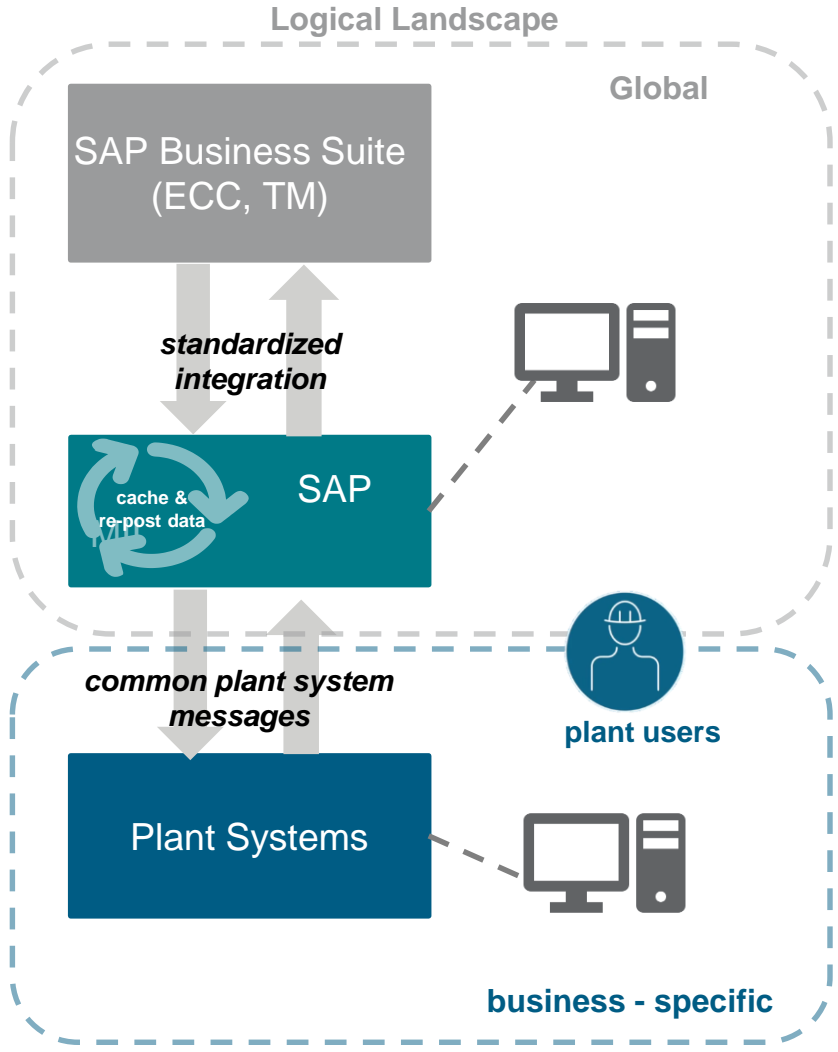 Logical Landscape
Global
SAP Business Suite
(ECC, TM)
standardized
integration
SAP
MII
cache &
re-post data
common plant system
messages
plant users
Plant Systems
business - specific